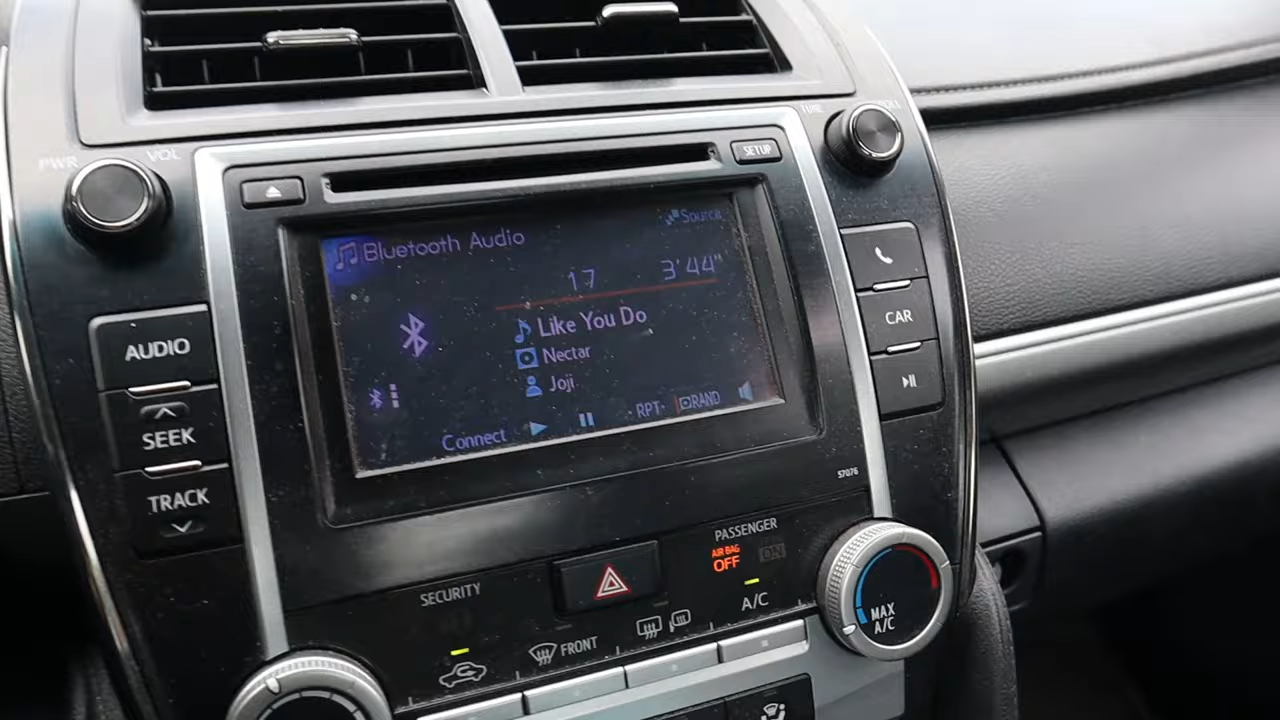 PWR VOL
TUNE
SETUP
Bluetooth Audio
Source
17 3'44"
Like You Do
Nectar
Joji
Connect
RPT
RAND
AUDIO
SEEK
TRACK
CAR
57076
PASSENGER
AIR BAG
OFF
ON
SECURITY
A/C
FRONT
MAX
A/C